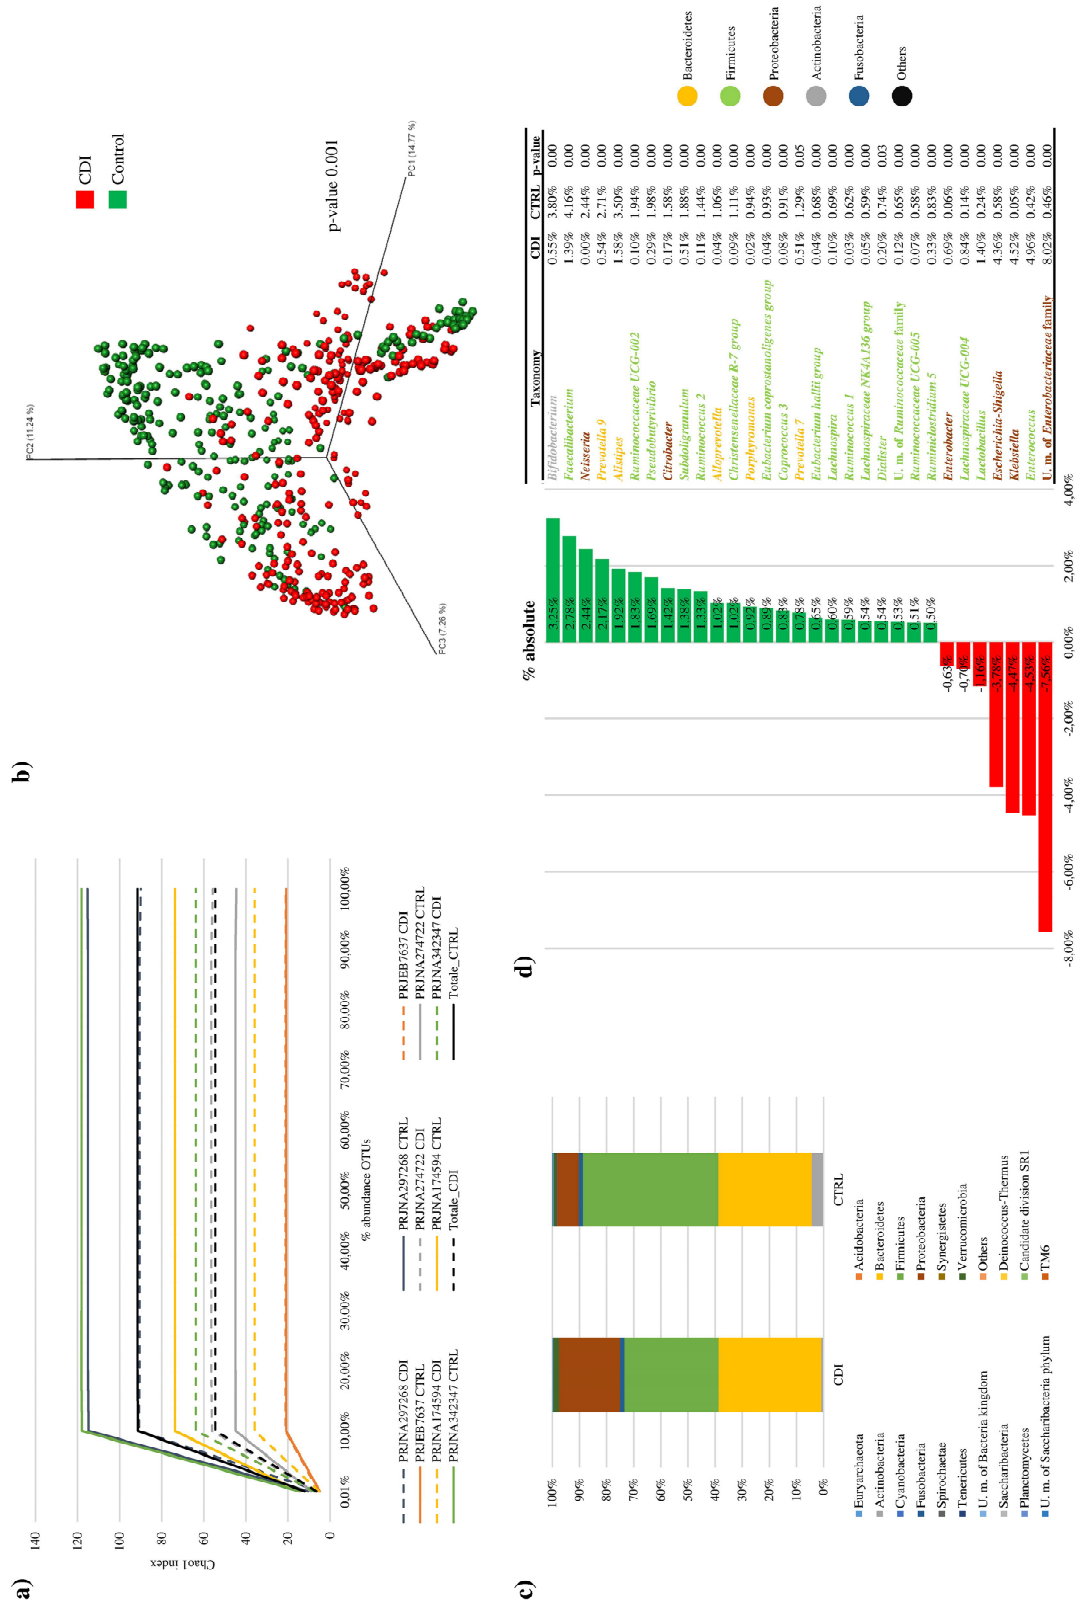 a)
Chao1 index
140
120
100
80
60
40
20
0
0,01%
10,00%
20,00%
30,00%
40,00%
50,00%
60,00%
70,00%
80,00%
90,00%
100,00%
% abundance OTUs
PRJNA297268 CDI
PRJNA297268 CTRL
PRJEB7637 CDI
PRJEB7637 CTRL
PRJNA274722 CDI
PRJNA274722 CTRL
PRJNA174594 CDI
PRJNA174594 CTRL
PRJNA342347 CDI
PRJNA342347 CTRL
Totale_CDI
Totale_CTRL
b)
PC2 (11.24 %)
CDI
Control
p-value 0.001
PC1 (14.77 %)
PC3 (7.26 %)
c)
100%
90%
80%
70%
60%
50%
40%
30%
20%
10%
0%
CDI
CTRL
Euryarchaeota
Acidobacteria
Actinobacteria
Bacteroidetes
Cyanobacteria
Firmicutes
Fusobacteria
Proteobacteria
Spirochaetae
Synergistetes
Tenericutes
Verrucomicrobia
U. m. of Bacteria kingdom
Others
Saccharibacteria
Deinococcus-Thermus
Planctomycetes
Candidate division SR1
U. m. of Saccharibacteria phylum
TM6
d)
% absolute
Taxonomy CDI CTRL p-value
3.25% Bifidobacterium 0.55% 3.80% 0.00
2.78% Faecalibacterium 1.39% 4.16% 0.00
2.44% Neisseria 0.00% 2.44% 0.00
2.17% Prevotella 9 0.54% 2.71% 0.00
1.92% Alistipes 1.58% 3.50% 0.00
1.83% Ruminococcaceae UCG-002 0.10% 1.94% 0.00
1.69% Pseudobutyrivibrio 0.29% 1.98% 0.00
1.42% Citrobacter 0.17% 1.58% 0.00
1.38% Subdoligranulum 0.51% 1.88% 0.00
1.33% Ruminococcus 2 0.11% 1.44% 0.00
1.02% Alloprevotella 0.04% 1.06% 0.00
1.02% Christensenellaceae R-7 group 0.09% 1.11% 0.00
0.92% Porphyromonas 0.02% 0.94% 0.00
0.89% Eubacterium coprostanoligenes group 0.04% 0.93% 0.00
0.83% Coprococcus 3 0.08% 0.91% 0.00
0.78% Prevotella 7 0.51% 1.29% 0.05
0.65% Eubacterium hallii group 0.04% 0.68% 0.00
0.60% Lachnospira 0.10% 0.69% 0.00
0.59% Ruminococcus 1 0.03% 0.62% 0.00
0.54% Lachnospiraceae NK4A136 group 0.05% 0.59% 0.00
0.54% Dialister 0.20% 0.74% 0.03
0.53% U. m. of Ruminococcaceae family 0.12% 0.65% 0.00
0.51% Ruminococcaceae UCG-005 0.07% 0.58% 0.00
0.50% Ruminiclostridium 5 0.33% 0.83% 0.00
-0,63% Enterobacter 0.69% 0.06% 0.00
-0,70% Lachnospiraceae UCG-004 0.84% 0.14% 0.00
-1,16% Lactobacillus 1.40% 0.24% 0.00
-3,78% Escherichia-Shigella 4.36% 0.58% 0.00
-4,47% Klebsiella 4.52% 0.05% 0.00
-4,53% Enterococcus 4.96% 0.42% 0.00
-7,56% U. m. of Enterobacteriaceae family 8.02% 0.46% 0.00
-8,00%
-6,00%
-4,00%
-2,00%
0,00%
2,00%
4,00%
Bacteroidetes
Firmicutes
Proteobacteria
Actinobacteria
Fusobacteria
Others